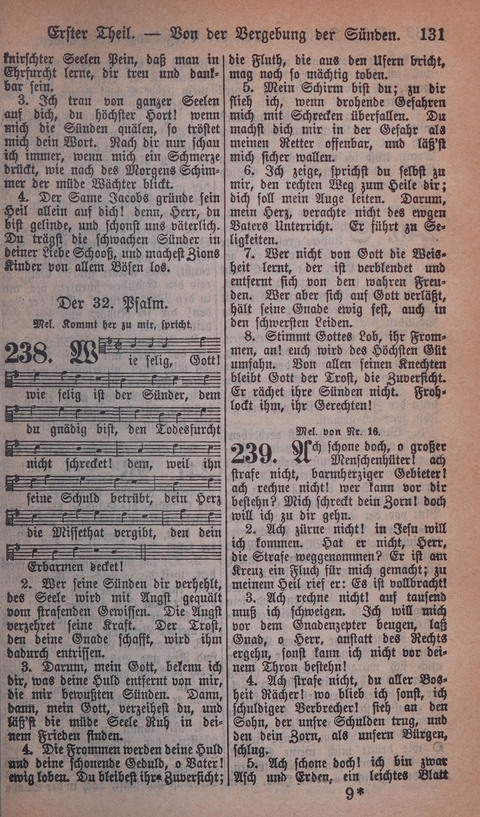 Erster Theil. — Von der Vergebung der Sünden. 131
knirschter Seelen Pein, daß man in
Ehrfurcht lerne, dir treu und dank-
bar sein.
3. Ich trau von ganzer Seelen
auf dich, du höchster Hort! wenn
mich die Sünden quälen, so tröstet
mich dein Wort. Nach dir nur schau
ich immer, wenn mich ein Schmerze
drückt, wie nach des Morgens Schim-
mer der müde Wächter blickt.
4. Der Same Jacobs gründe sein
Heil allein auf dich! denn, Herr, du
bist gelinde, und schonst uns väterlich.
Du trägst die schwachen Sünder in
deiner Liebe Schooß, und machest Zions
Kinder von allem Bösen los.
Der 32. Psalm.
Mel. Kommt her zu mir, spricht.
238. Wie selig, Gott!
wie selig ist der Sünder, dem
du gnädig bist, den Todesfurcht
nicht schrecket! dem, weil ihn
seine Schuld betrübt, dein Herz
die Missethat vergibt, den dein
Erbarmen decket!
2. Wer seine Sünden dir verhehlt,
des Seele wird mit Angst gequält
vom strafenden Gewissen. Die Angst
verzehret seine Kraft. Der Trost,
den deine Gnade schafft, wird ihm
dadurch entrissen.
3. Darum, mein Gott, bekenn ich
dir, was deine Huld entfernt von mir,
die mir bewußten Sünden. Dann,
dann, mein Gott, verzeihest du, und
läß'st die müde Seele Ruh in dei-
nem Frieden finden.
4. Die Frommen werden deine Huld
und deine schonende Geduld, o Vater!
ewig loben. Du bleibest ihre Zuversicht;
die Fluth, die aus den Ufern bricht,
mag noch so mächtig toben.
5. Mein Schirm bist du; zu dir
flieh ich, wenn drohende Gefahren
mich mit Schrecken überfallen. Du
machst dich mir in der Gefahr als
meinen Retter offenbar, und läß'st
mich sicher wallen.
6. Ich zeige, sprichst du selbst zu
mir, den rechten Weg zum Heile dir;
dich soll mein Auge leiten. Darum,
mein Herz, verachte nicht des ewgen
Vaters Unterricht. Er führt zu Se-
ligkeiten.
7. Wer nicht von Gott die Weis-
heit lernt, der ist verblendet und
entfernt sich von den wahren Freu-
den. Wer aber sich auf Gott verläßt,
hält seine Gnade ewig fest, auch in
den schwersten Leiden.
8. Stimmt Gottes Lob, ihr From-
men, an! euch wird des Höchsten Güt
umfahn. Von allen seinen Knechten
bleibt Gott der Trost, die Zuversicht.
Er rächet ihre Sünden nicht. Froh-
lockt ihm, ihr Gerechten!
Mel. von Nr. 16.
239. Ach schone doch, o großer
Menschenhüter! ach
strafe nicht, barmherziger Gebieter!
ach rechne nicht! wer kann vor dir
bestehn? Mich schreckt dein Zorn! doch
will ich zu dir gehn.
2. Ach zürne nicht! in Jesu will
ich kommen. Hat er nicht, Herr,
die Strafe weggenommen? Er ist am
Kreuz ein Fluch für mich gemacht; zu
meinem Heil rief er: Es ist vollbracht!
3. Ach rechne nicht! auf tausend
muß ich schweigen. Ich will mich
vor dem Gnadenzepter beugen, laß
Gnad, o Herr, anstatt des Rechts
ergehn, sonst kann ich nicht vor dei-
nem Thron bestehn!
4. Ach strafe nicht, du aller Bos-
heit Rächer! wo blieb ich sonst, ich
schuldiger Verbrecher! sieh an den
Sohn, der unsre Schulden trug, und
den dein Zorn, als unsern Bürgen,
schlug.
5. Ach schone doch! ich bin zwar
Asch und Erden, ein leichtes Blatt
9*